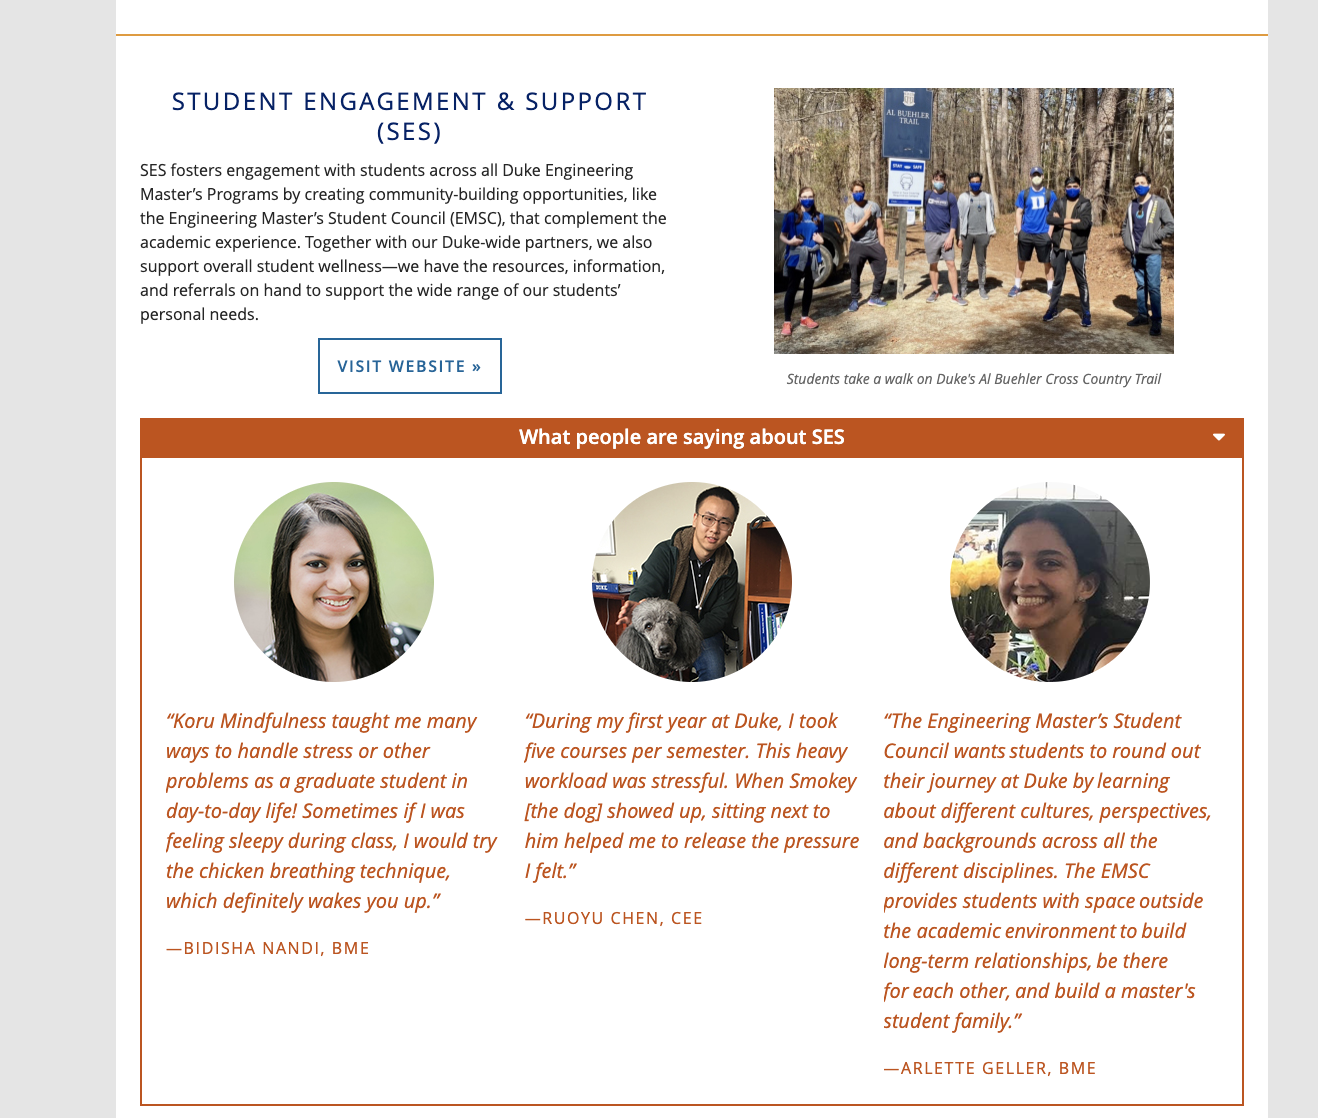 STUDENT ENGAGEMENT & SUPPORT
(SES)
SES fosters engagement with students across all Duke Engineering
Master’s Programs by creating community-building opportunities, like
the Engineering Master’s Student Council (EMSC), that complement the
academic experience. Together with our Duke-wide partners, we also
support overall student wellness—we have the resources, information,
and referrals on hand to support the wide range of our students’
personal needs.
VISIT WEBSITE »
AL BUEHLER
TRAIL
STAY SAFE
D
Students take a walk on Duke's Al Buehler Cross Country Trail
What people are saying about SES
DUKE
“Koru Mindfulness taught me many
ways to handle stress or other
problems as a graduate student in
day-to-day life! Sometimes if I was
feeling sleepy during class, I would try
the chicken breathing technique,
which definitely wakes you up.”
—BIDISHA NANDI, BME
“During my first year at Duke, I took
five courses per semester. This heavy
workload was stressful. When Smokey
[the dog] showed up, sitting next to
him helped me to release the pressure
I felt.”
—RUOYU CHEN, CEE
“The Engineering Master’s Student
Council wants students to round out
their journey at Duke by learning
about different cultures, perspectives,
and backgrounds across all the
different disciplines. The EMSC
provides students with space outside
the academic environment to build
long-term relationships, be there
for each other, and build a master's
student family.”
—ARLETTE GELLER, BME